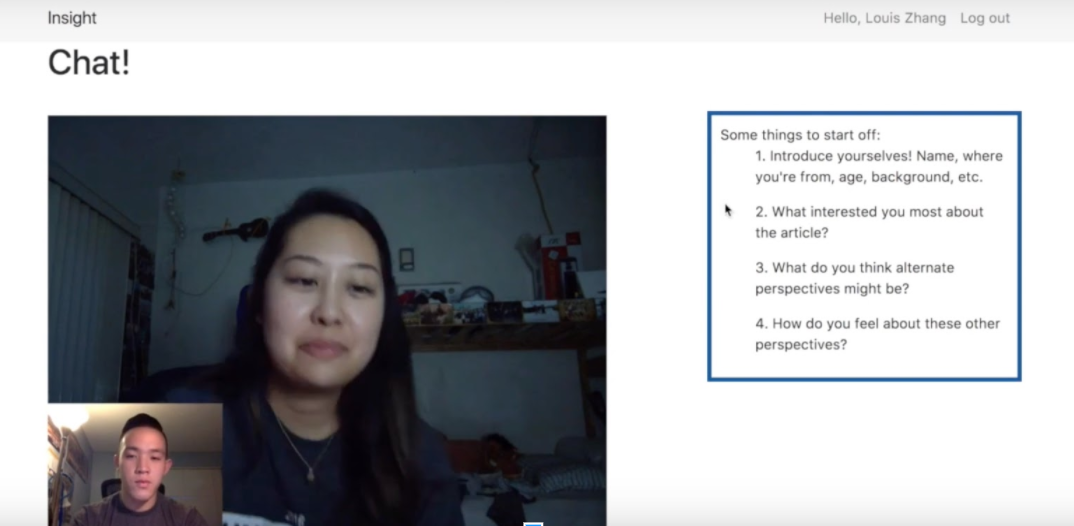 Insight
Hello, Louis Zhang Log out
Chat!
Some things to start off:
1. Introduce yourselves! Name, where
you're from, age, background, etc.
2. What interested you most about
the article?
3. What do you think alternate
perspectives might be?
4. How do you feel about these other
perspectives?